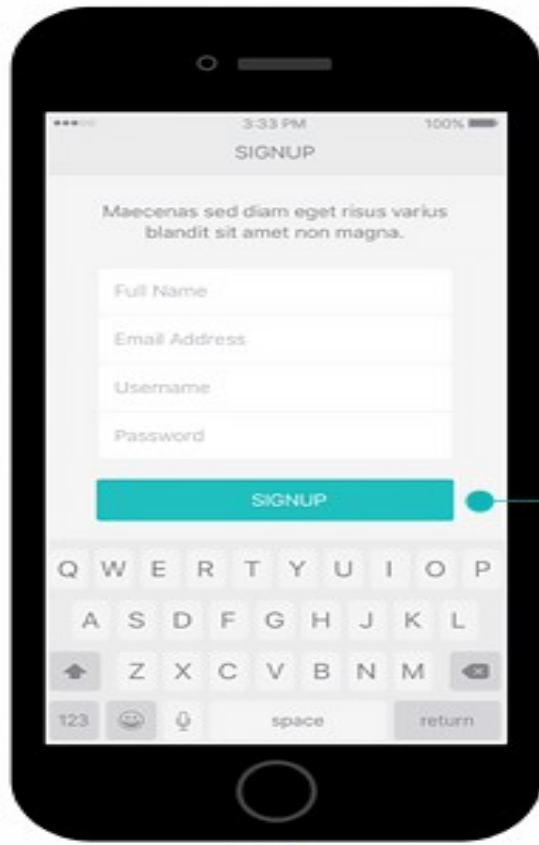 3:33 PM 100%
SIGNUP
Maecenas sed diam eget risus varius
blandit sit amet non magna.
Full Name
Email Address
Username
Password
SIGNUP
Q W E R T Y U I O P
A S D F G H J K L
Z X C V B N M
123 space return